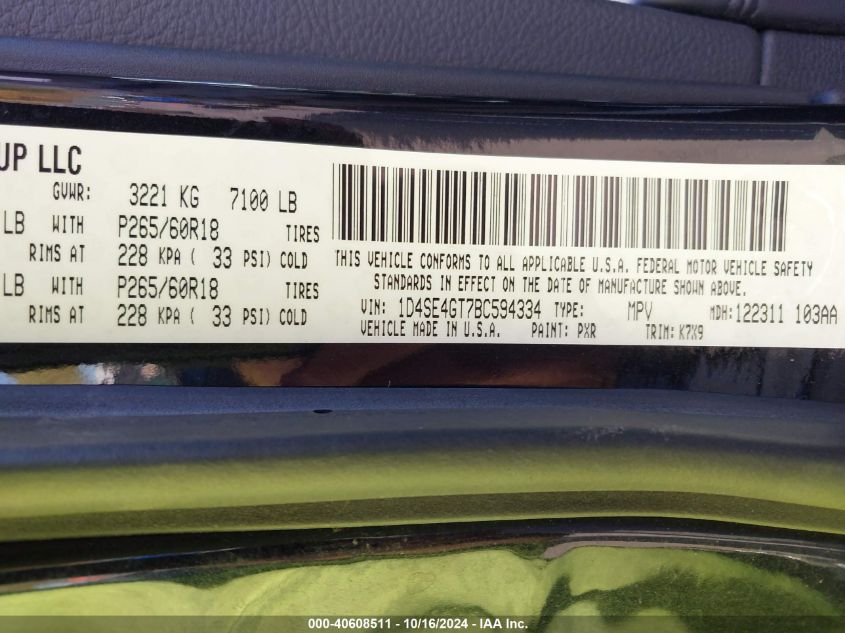 UP LLC
GVWR: 3221 KG 7100 LB
LB WITH P265/60R18 TIRES
RIMS AT 228 KPA ( 33 PSI) COLD
LB WITH P265/60R18 TIRES
RIMS AT 228 KPA ( 33 PSI) COLD
THIS VEHICLE CONFORMS TO ALL APPLICABLE U.S.A. FEDERAL MOTOR VEHICLE SAFETY
STANDARDS IN EFFECT ON THE DATE OF MANUFACTURE SHOWN ABOVE.
VIN: 1D4SE4GT7BC594334 TYPE: MPV MDH: 122311 103AA
VEHICLE MADE IN U.S.A. PAINT: PXR TRIM: K7X9
000-40608511 - 10/16/2024 - IAA Inc.